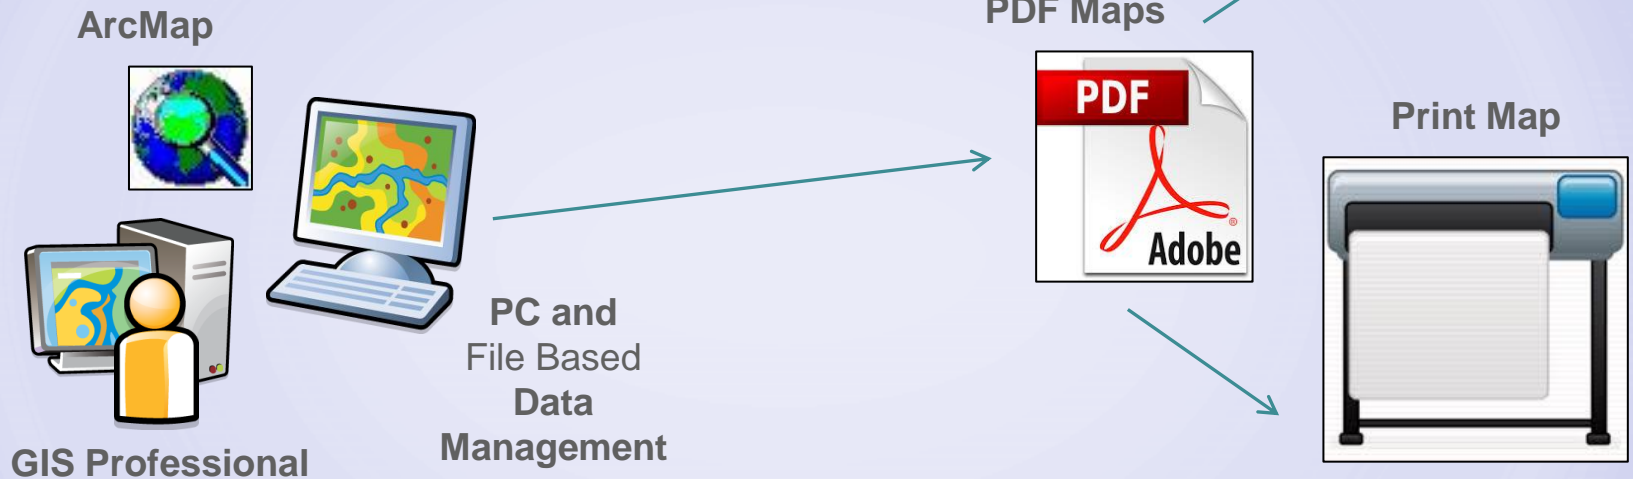 ArcMap
PDF Maps
PDF
Adobe
Print Map
PC and
File Based
Data
Management
GIS Professional